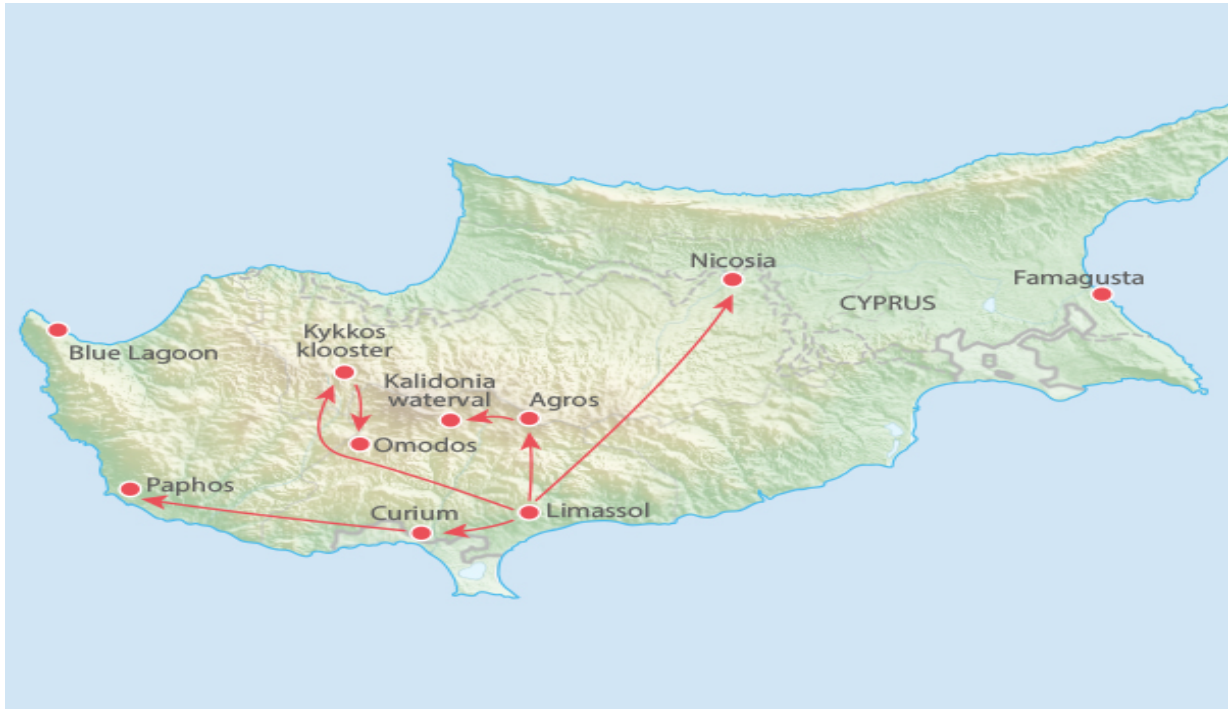 Nicosia
Famagusta
CYPRUS
Kykkos
klooster
Blue Lagoon
Kalidonia
waterval
Agros
Omodos
Paphos
Curium
Limassol